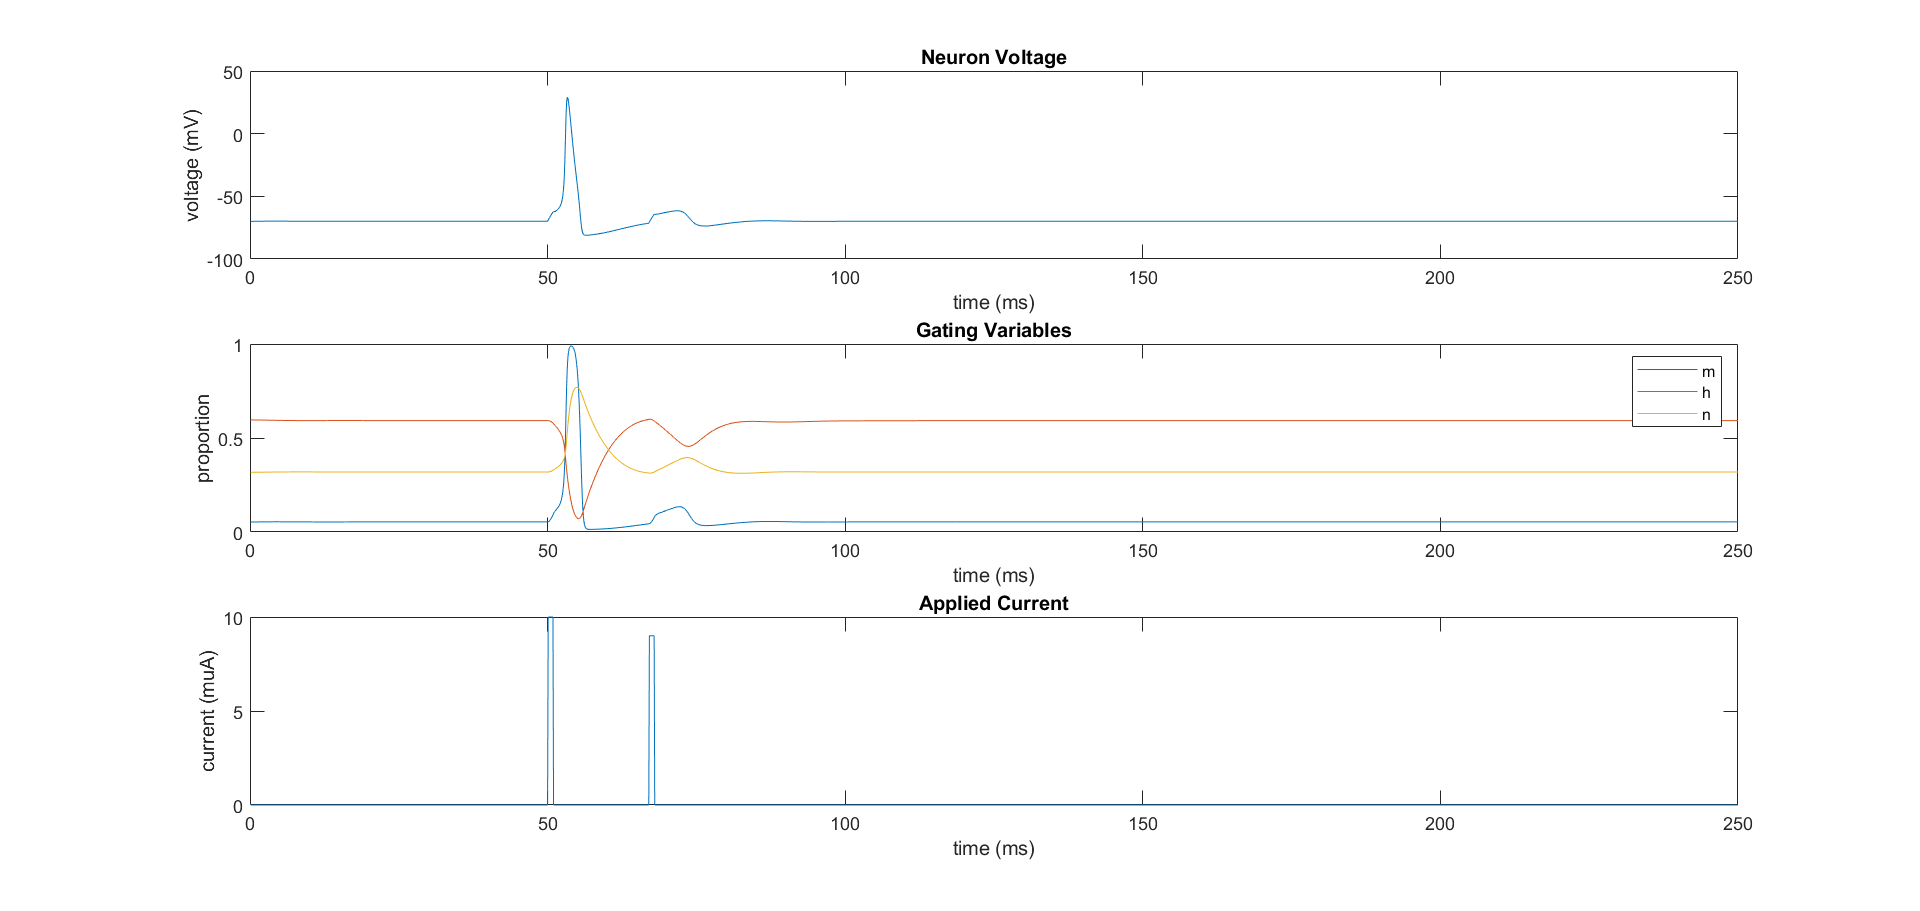 Neuron Voltage
voltage (mV)
50
0
-50
-100
0 50 100 150 200 250
time (ms)
Gating Variables
proportion
1
0.5
0
m
h
n
0 50 100 150 200 250
time (ms)
Applied Current
current (muA)
10
5
0
0 50 100 150 200 250
time (ms)